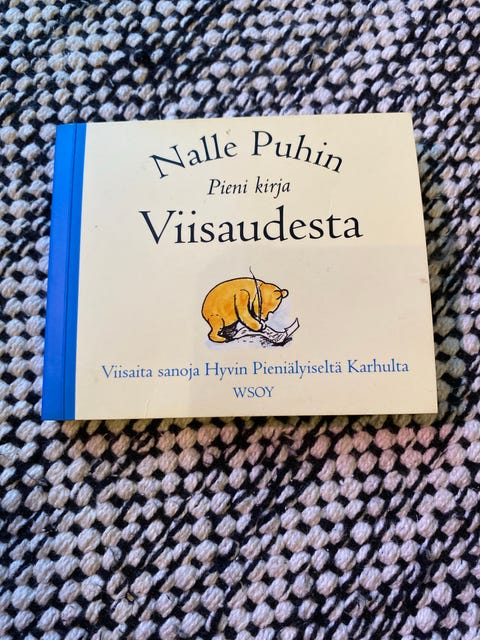 Nalle Puhin
Pieni kirja
Viisaudesta
Viisaita sanoja Hyvin Pieniälyiseltä Karhulta
WSOY